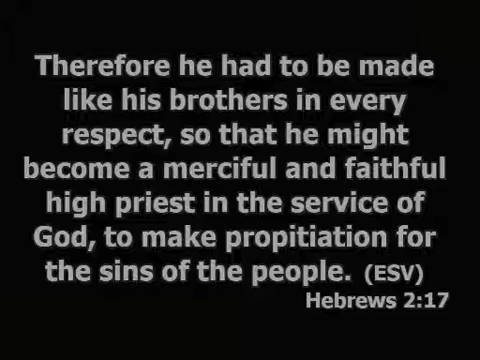 Therefore he had to be made
like his brothers in every
respect, so that he might
become a merciful and faithful
high priest in the service of
God, to make propitiation for
the sins of the people. (ESV)
Hebrews 2:17